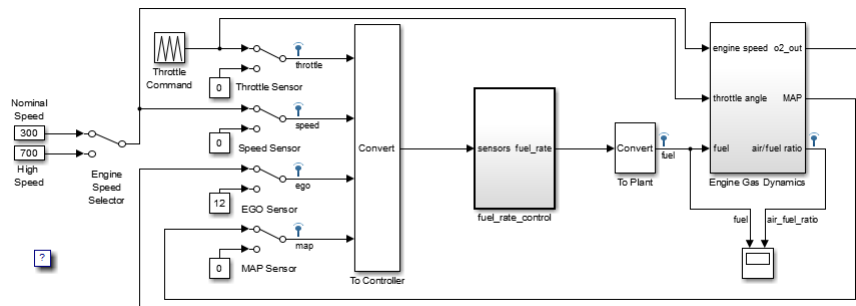 Nominal
Speed
300
700
High
Speed
Engine
Speed
Selector
?
Throttle
Command
throttle
0
Throttle Sensor
speed
0
Speed Sensor
ego
12
EGO Sensor
map
0
MAP Sensor
Convert
To Controller
sensors fuel_rate
fuel_rate_control
Convert
To Plant
fuel
engine speed o2_out
throttle angle MAP
fuel air/fuel ratio
Engine Gas Dynamics
fuel air_fuel_ratio